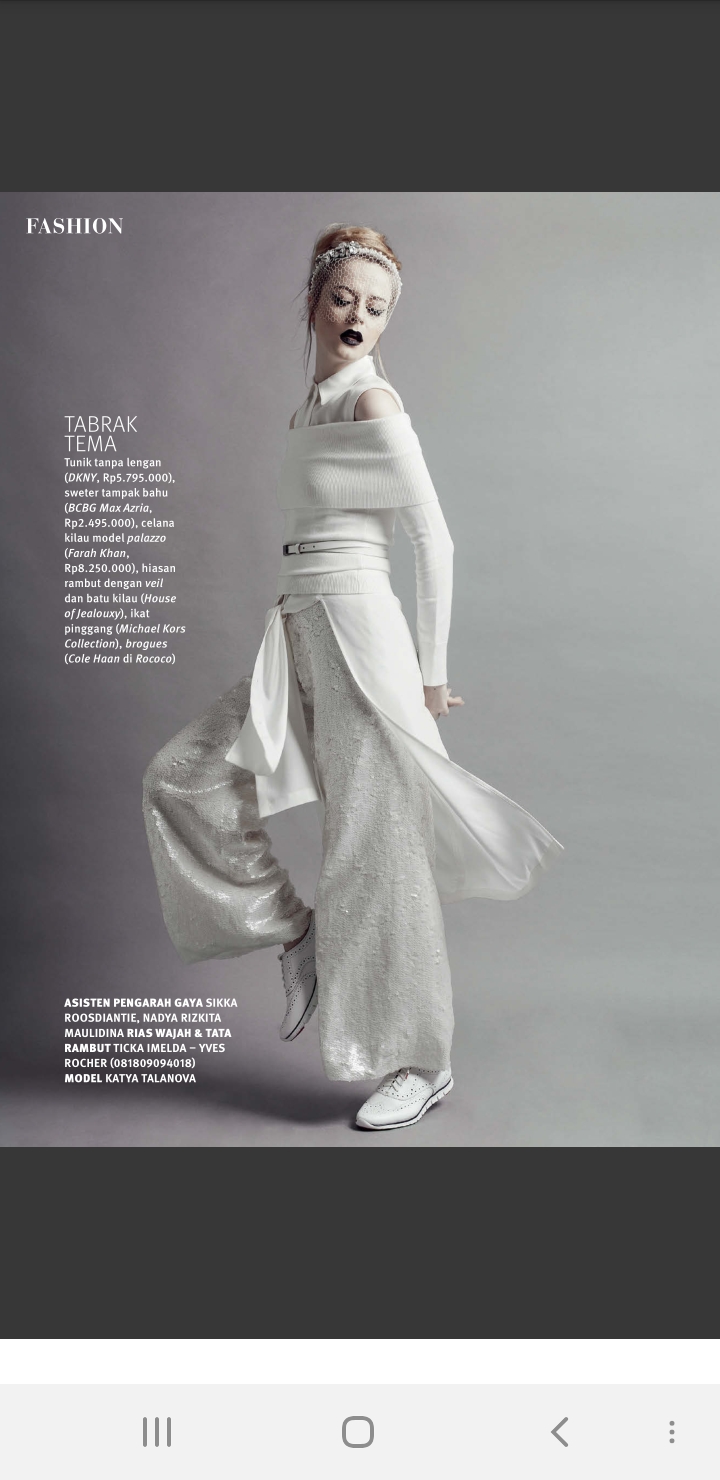 FASHION
TABRAK
TEMA
Tunik tanpa lengan
(DKNY, Rp5.795.000),
sweter tampak bahu
(BCBG Max Azria,
Rp2.495.000), celana
kilau model palazzo
(Farah Khan,
Rp8.250.000), hiasan
rambut dengan veil
dan batu kilau (House
of Jealouxy), ikat
pinggang (Michael Kors
Collection), brogues
(Cole Haan di Rococo)
ASISTEN PENGARAH GAYA SIKKA
ROOSDIANTIE, NADYA RIZKITA
MAULIDINA RIAS WAJAH & TATA
RAMBUT TICKA IMELDA – YVES
ROCHER (081809094018)
MODEL KATYA TALANOVA